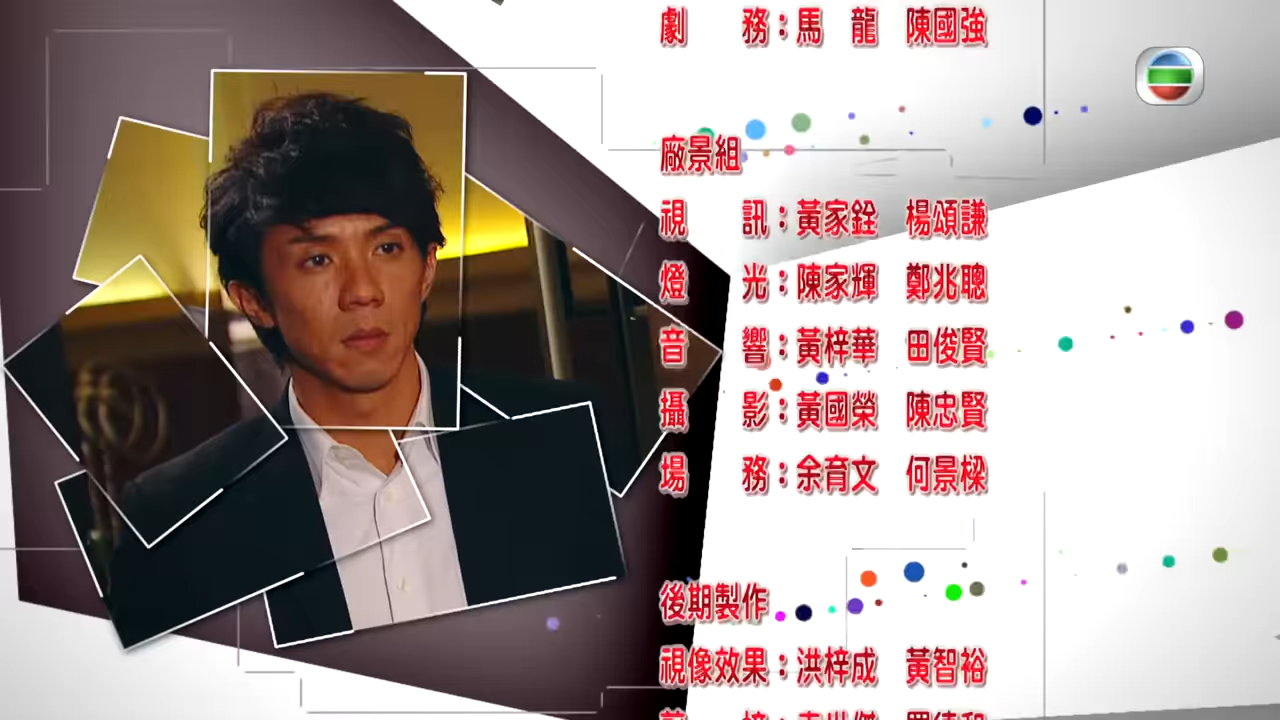 劇　　務：馬　龍　陳國強
廠景組
視　　訊：黃家銓　楊頌謙
燈　　光：陳家輝　鄭兆聰
音　　響：黃梓華　田俊賢
攝　　影：黃國榮　陳忠賢
場　　務：余育文　何景樑
後期製作
視像效果：洪梓成　黃智裕